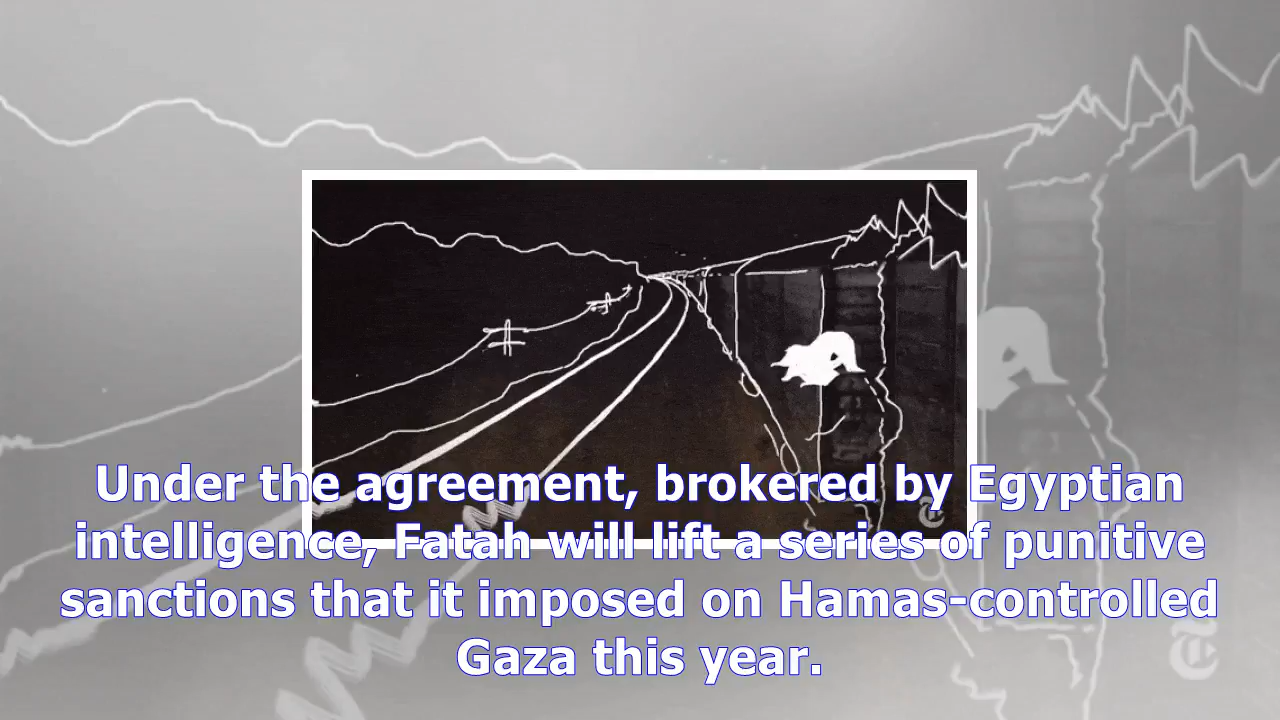 Under the agreement, brokered by Egyptian
intelligence, Fatah will lift a series of punitive
sanctions that it imposed on Hamas-controlled
Gaza this year.